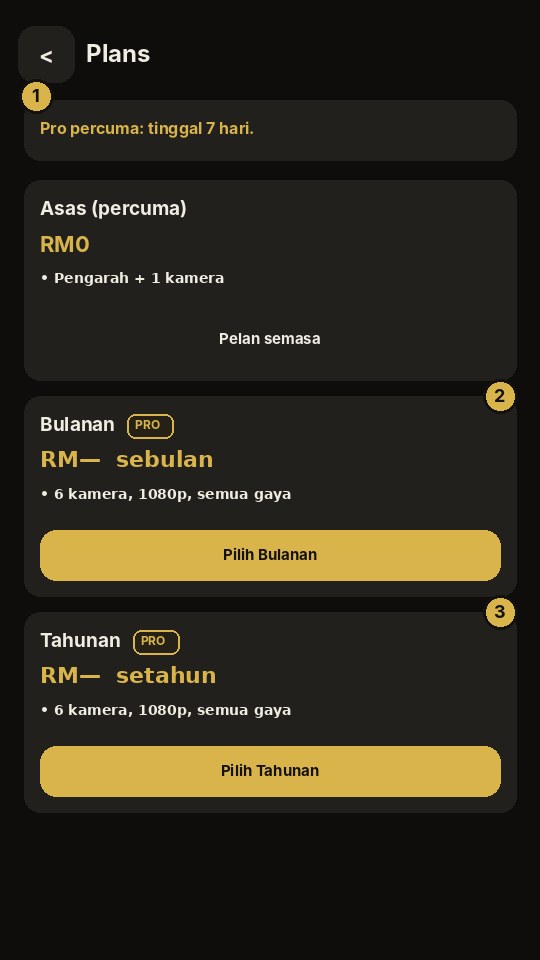 < Plans
1
Pro percuma: tinggal 7 hari.
Asas (percuma)
RM0
• Pengarah + 1 kamera
Pelan semasa
2
Bulanan PRO
RM— sebulan
• 6 kamera, 1080p, semua gaya
Pilih Bulanan
3
Tahunan PRO
RM— setahun
• 6 kamera, 1080p, semua gaya
Pilih Tahunan